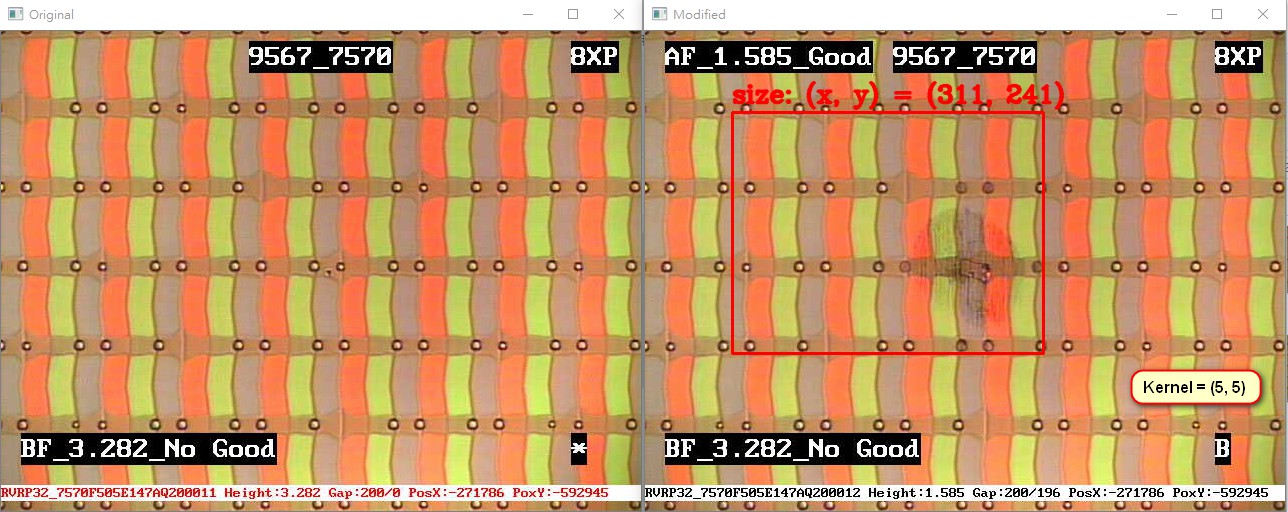 Original
9567_7570
8XP
BF_3.282_No Good
*
RVRP32_7570F505E147AQ200011 Height:3.282 Gap:200/0 PosX:-271786 PoxY:-592945
Modified
AF_1.585_Good
9567_7570
8XP
size: (x, y) = (311, 241)
Kernel = (5, 5)
BF_3.282_No Good
B
RVRP32_7570F505E147AQ200012 Height:1.585 Gap:200/196 PosX:-271786 PoxY:-592945